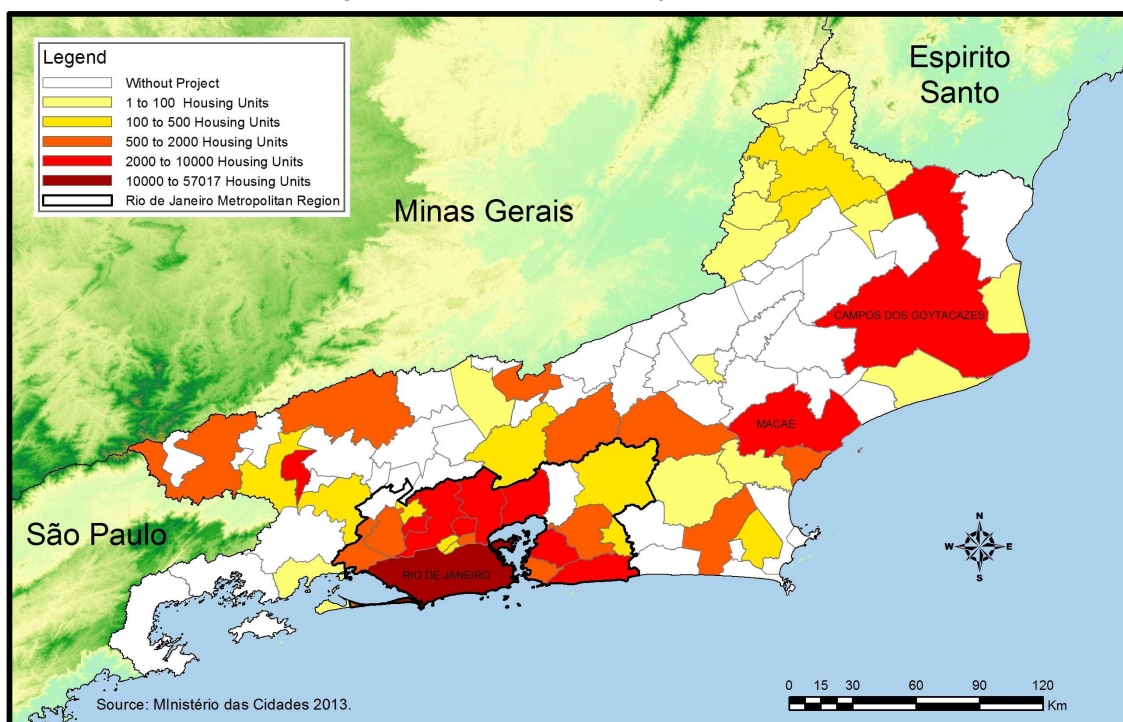 Legend
Without Project
1 to 100 Housing Units
100 to 500 Housing Units
500 to 2000 Housing Units
2000 to 10000 Housing Units
10000 to 57017 Housing Units
Rio de Janeiro Metropolitan Region
Espirito
Santo
Minas Gerais
CAMPOS DOS GOYTACAZES
MACAÉ
São Paulo
RIO DE JANEIRO
N
W E
S
Source: MInistério das Cidades 2013.
0 15 30 60 90 120
Km